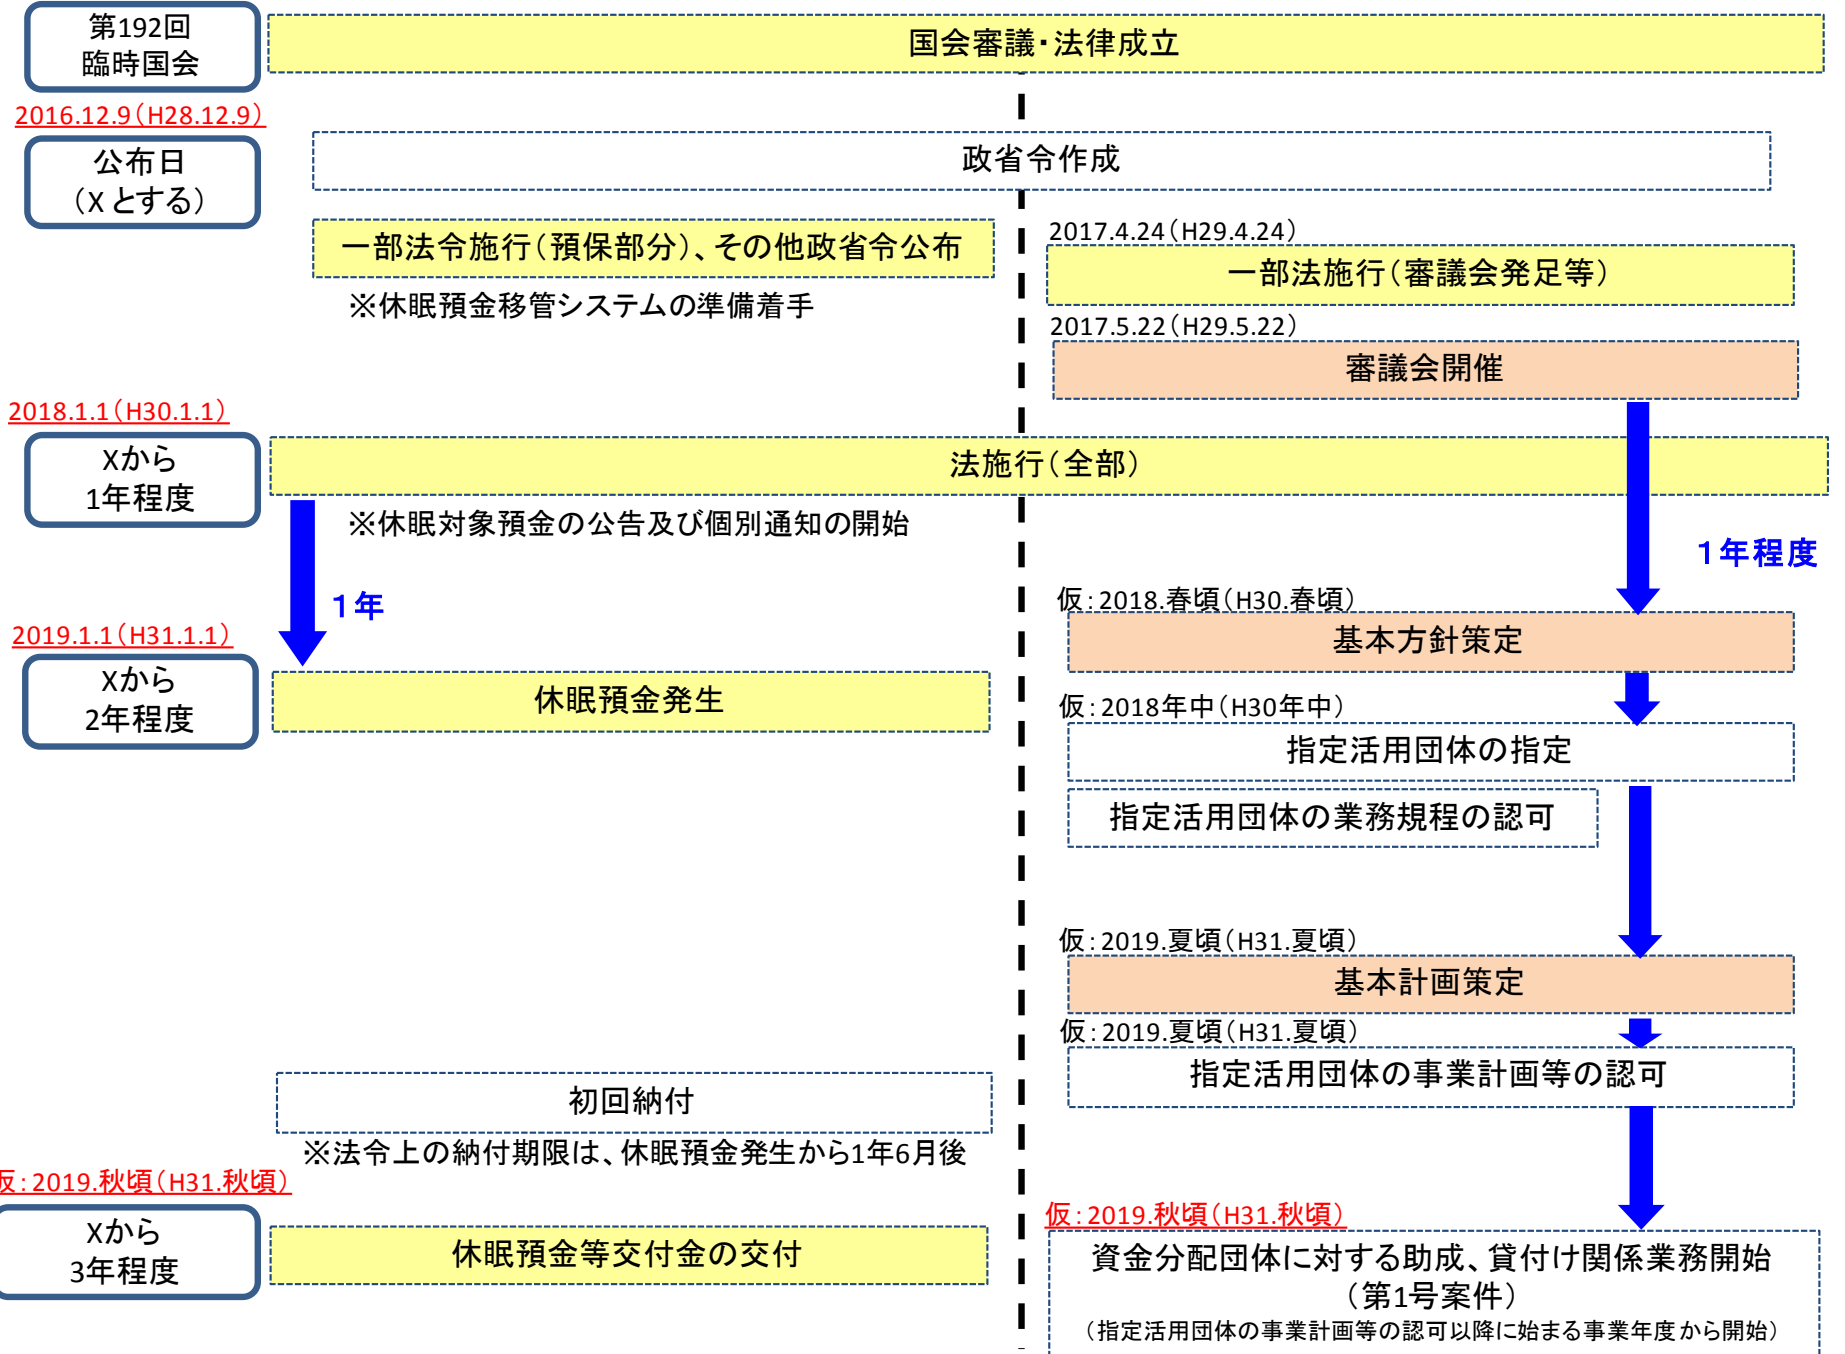 第192回
臨時国会
国会審議・法律成立
2016.12.9(H28.12.9)
公布日
(X とする)
政省令作成
一部法令施行(預保部分)、その他政省令公布
※休眠預金移管システムの準備着手
2017.4.24(H29.4.24)
一部法施行(審議会発足等)
2017.5.22(H29.5.22)
審議会開催
2018.1.1(H30.1.1)
Xから
1年程度
法施行(全部)
※休眠対象預金の公告及び個別通知の開始
1年
1年程度
仮:2018.春頃(H30.春頃)
基本方針策定
2019.1.1(H31.1.1)
Xから
2年程度
休眠預金発生
仮:2018年中(H30年中)
指定活用団体の指定
指定活用団体の業務規程の認可
仮:2019.夏頃(H31.夏頃)
基本計画策定
仮:2019.夏頃(H31.夏頃)
指定活用団体の事業計画等の認可
初回納付
※法令上の納付期限は、休眠預金発生から1年6月後
仮:2019.秋頃(H31.秋頃)
Xから
3年程度
休眠預金等交付金の交付
仮:2019.秋頃(H31.秋頃)
資金分配団体に対する助成、貸付け関係業務開始
(第1号案件)
(指定活用団体の事業計画等の認可以降に始まる事業年度から開始)